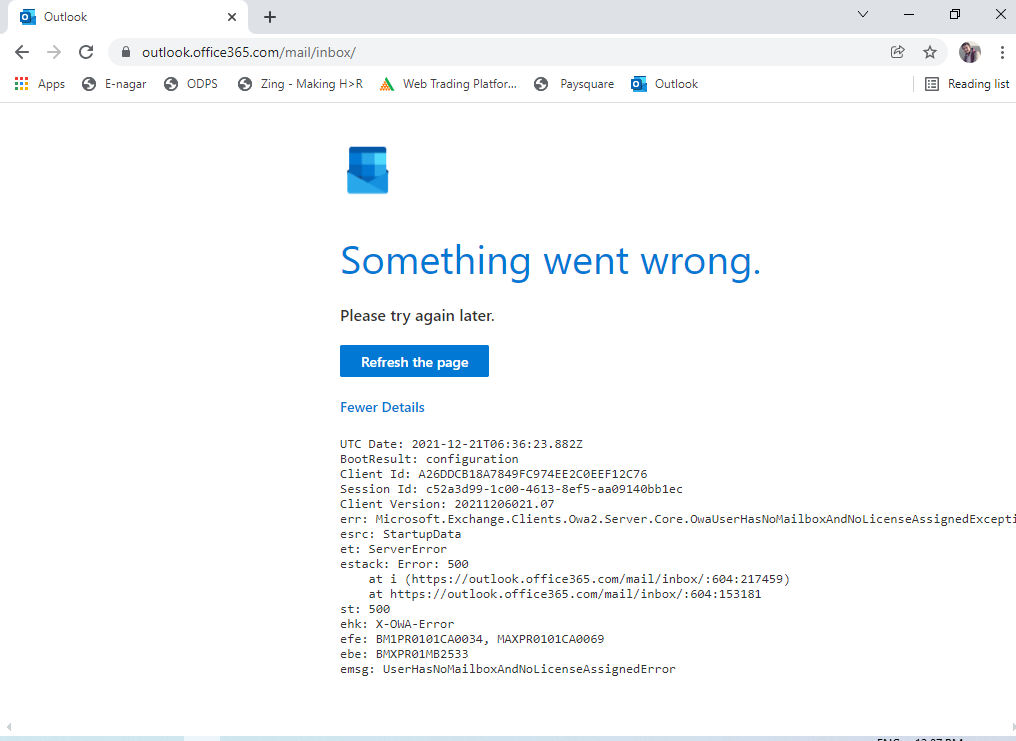 Outlook
outlook.office365.com/mail/inbox/
Apps E-nagar ODPS Zing - Making H>R Web Trading Platfor... Paysquare Outlook Reading list
Something went wrong.
Please try again later.
Refresh the page
Fewer Details
UTC Date: 2021-12-21T06:36:23.882Z
BootResult: configuration
Client Id: A26DDCB18A7849FC974EE2C0EEF12C76
Session Id: c52a3d99-1c00-4613-8ef5-aa09140bb1ec
Client Version: 20211206021.07
err: Microsoft.Exchange.Clients.Owa2.Server.Core.OwaUserHasNoMailboxAndNoLicenseAssignedExcepti
esrc: StartupData
et: ServerError
estack: Error: 500
at i (https://outlook.office365.com/mail/inbox/:604:217459)
at https://outlook.office365.com/mail/inbox/:604:153181
st: 500
ehk: X-OWA-Error
efe: BM1PR0101CA0034, MAXPR0101CA0069
ebe: BMXPR01MB2533
emsg: UserHasNoMailboxAndNoLicenseAssignedError